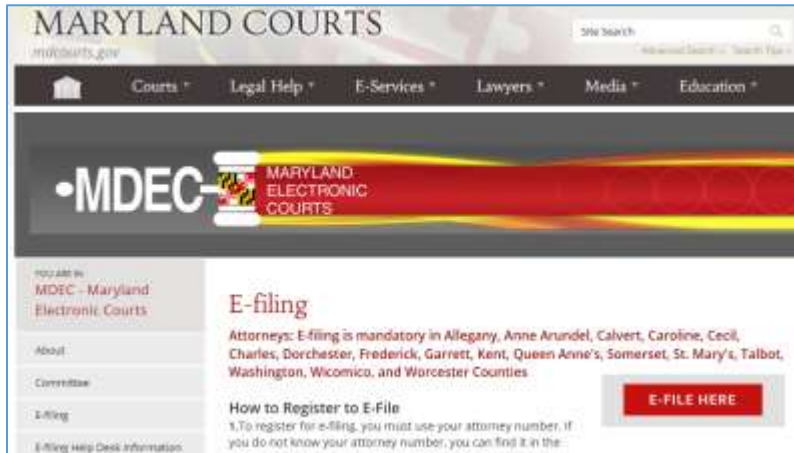 MARYLAND COURTS
mdcourts.gov
Site Search
Advanced Search Search Tips
Courts
Legal Help
E-Services
Lawyers
Media
Education
•MDEC-
MARYLAND
ELECTRONIC
COURTS
YOU ARE IN
MDEC - Maryland
Electronic Courts
About
Committee
E-filing
E-filing Help Desk Information
E-filing
Attorneys: E-filing is mandatory in Allegany, Anne Arundel, Calvert, Caroline, Cecil,
Charles, Dorchester, Frederick, Garrett, Kent, Queen Anne's, Somerset, St. Mary's, Talbot,
Washington, Wicomico, and Worcester Counties
E-FILE HERE
How to Register to E-File
1.To register for e-filing, you must use your attorney number. If
you do not know your attorney number, you can find it in the